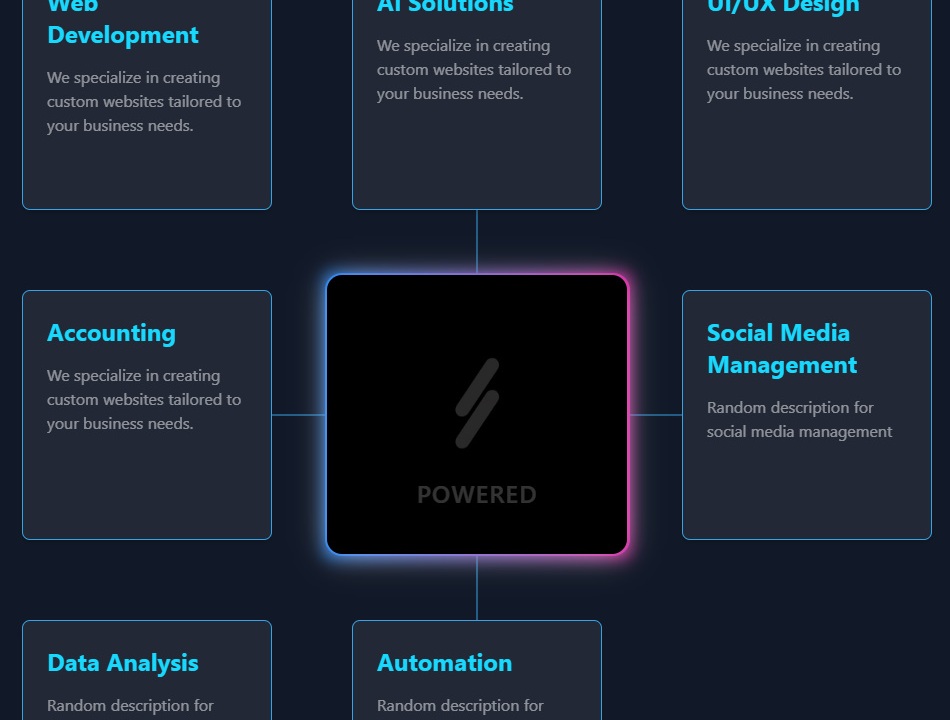 Web
Development
We specialize in creating
custom websites tailored to
your business needs.
AI Solutions
We specialize in creating
custom websites tailored to
your business needs.
UI/UX Design
We specialize in creating
custom websites tailored to
your business needs.
Accounting
We specialize in creating
custom websites tailored to
your business needs.
POWERED
Social Media
Management
Random description for
social media management
Data Analysis
Random description for
Automation
Random description for